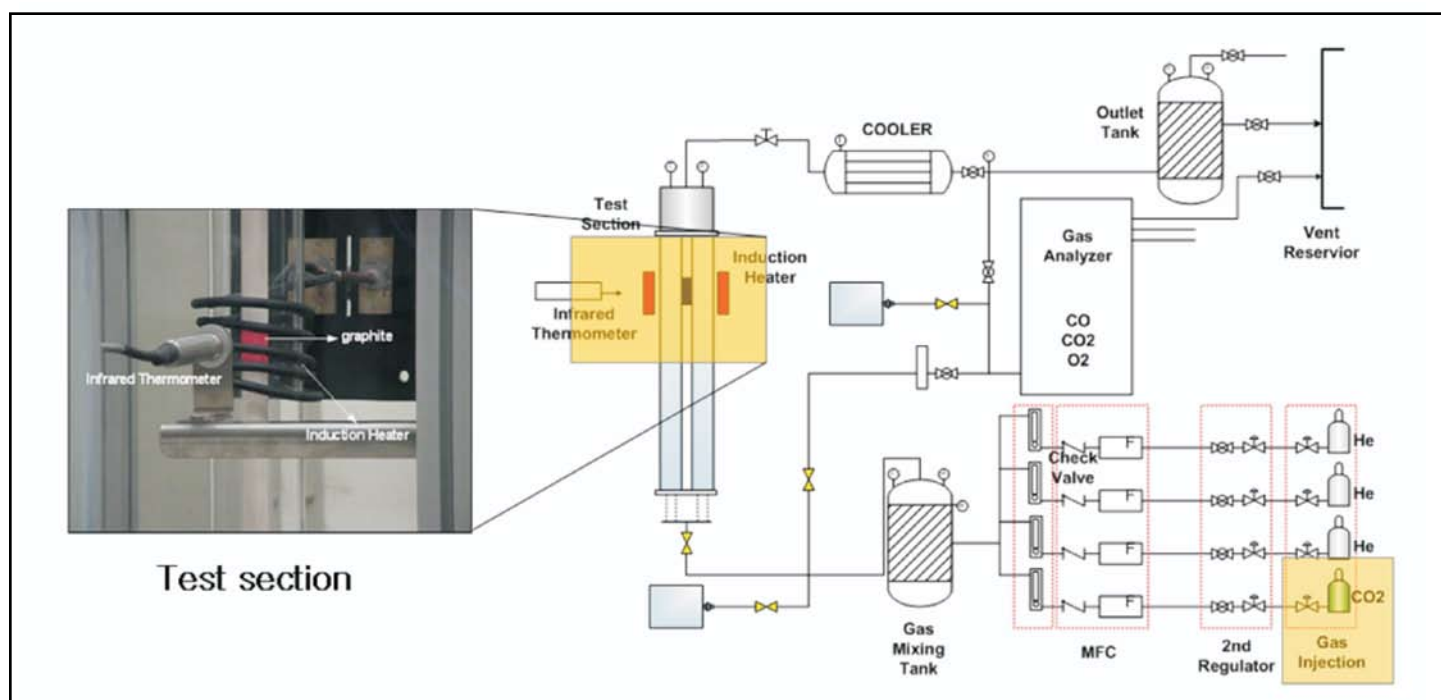 Outlet
Tank
COOLER
Test
Section
Induction
Heater
Infrared
Thermometer
Gas
Analyzer
CO
CO2
O2
Vent
Reservior
graphite
Infrared Thermometer
Induction Heater
Test section
Check
Valve
F
He
F
He
F
He
F
CO2
Gas
Mixing
Tank
MFC
2nd
Regulator
Gas
Injection